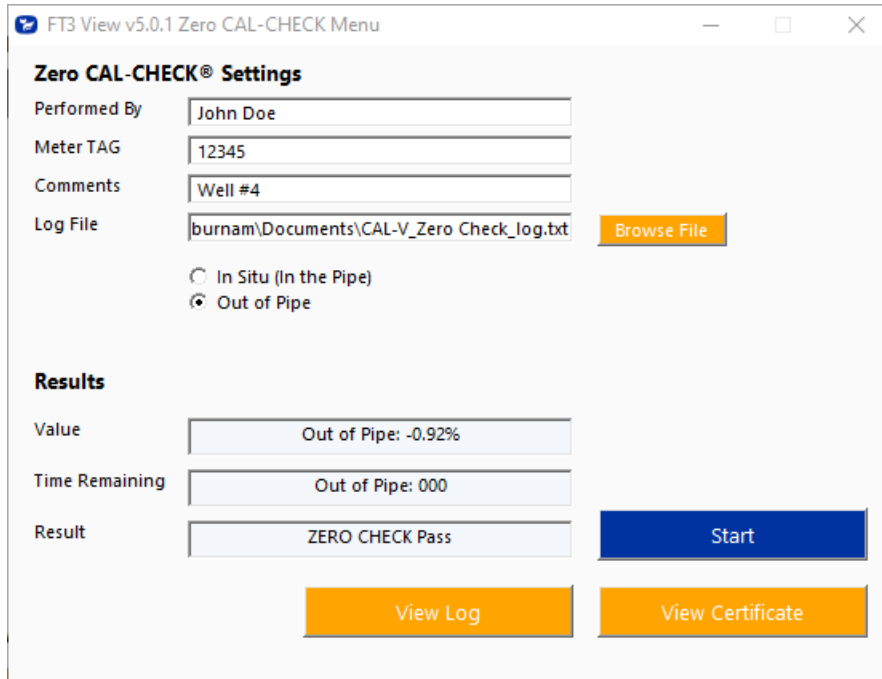 FT3 View v5.0.1 Zero CAL-CHECK Menu
Zero CAL-CHECK® Settings
Performed By John Doe
Meter TAG 12345
Comments Well #4
Log File burnam\Documents\CAL-V_Zero Check_log.txt Browse File
In Situ (In the Pipe)
Out of Pipe
Results
Value Out of Pipe: -0.92%
Time Remaining Out of Pipe: 000
Result ZERO CHECK Pass Start
View Log View Certificate